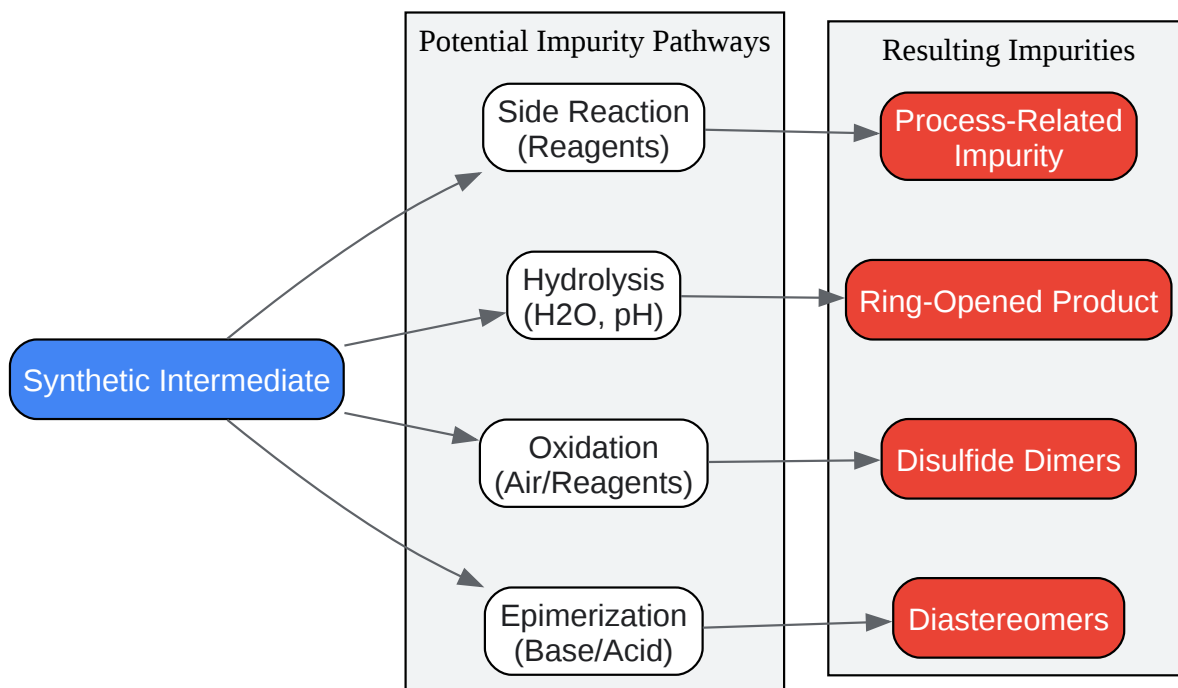 Potential Impurity Pathways
Resulting Impurities
Side Reaction
(Reagents)
Process-Related
Impurity
Hydrolysis
(H2O, pH)
Ring-Opened Product
Synthetic Intermediate
Oxidation
(Air/Reagents)
Disulfide Dimers
Epimerization
(Base/Acid)
Diastereomers